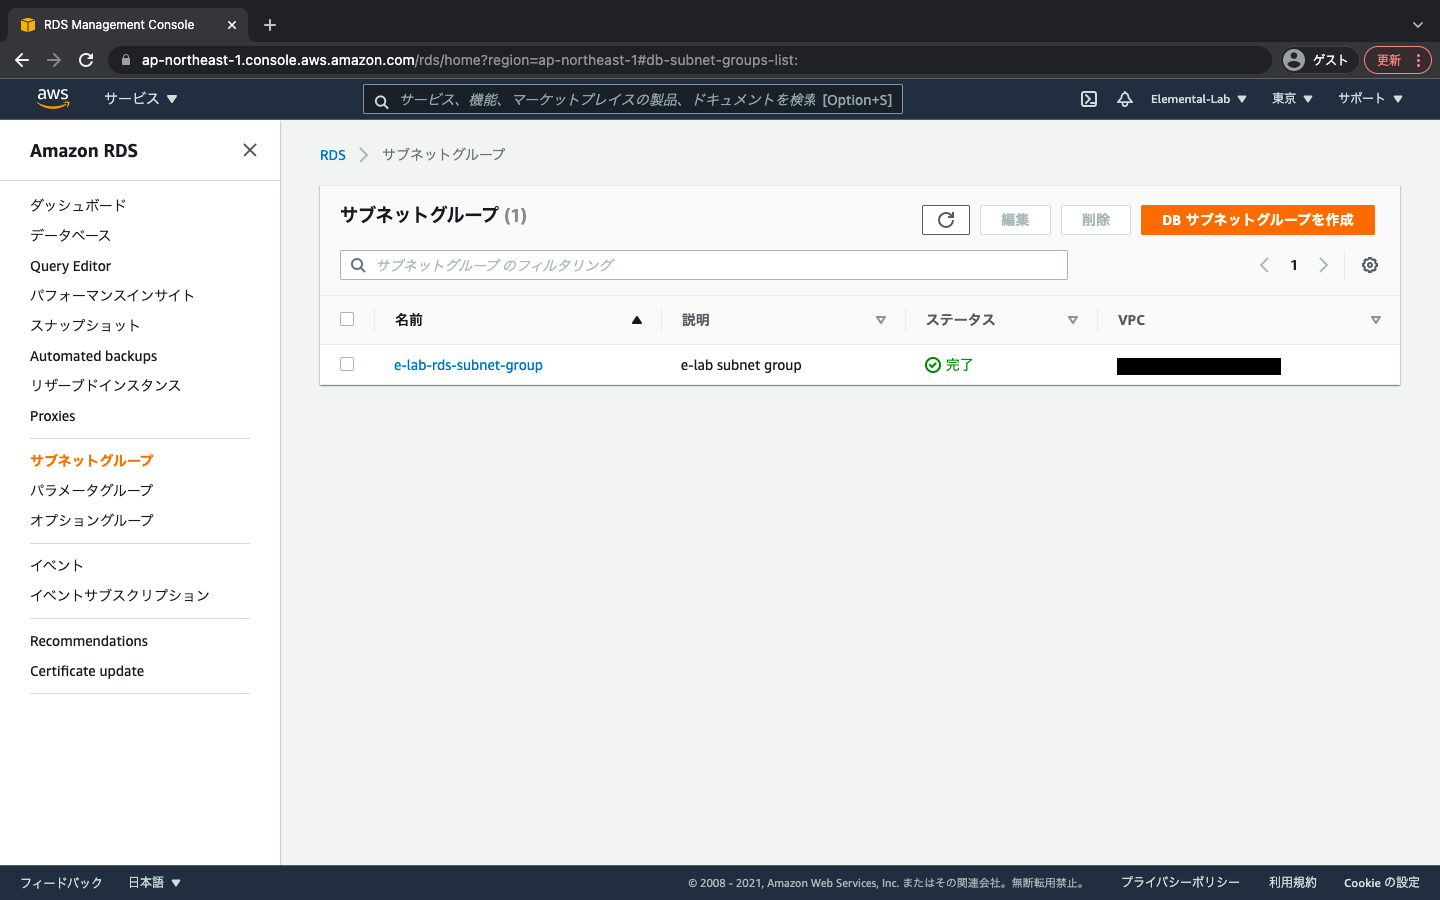 RDS Management Console
ap-northeast-1.console.aws.amazon.com/rds/home?region=ap-northeast-1#db-subnet-groups-list:
ゲスト
更新
aws
サービス
サービス、機能、マーケットプレイスの製品、ドキュメントを検索 [Option+S]
Elemental-Lab
東京
サポート
Amazon RDS
ダッシュボード
データベース
Query Editor
パフォーマンスインサイト
スナップショット
Automated backups
リザーブドインスタンス
Proxies
サブネットグループ
パラメータグループ
オプショングループ
イベント
イベントサブスクリプション
Recommendations
Certificate update
RDS
サブネットグループ
サブネットグループ (1)
編集
削除
DB サブネットグループを作成
サブネットグループ のフィルタリング
1
名前
説明
ステータス
VPC
e-lab-rds-subnet-group
e-lab subnet group
完了
フィードバック
日本語
© 2008 - 2021, Amazon Web Services, Inc. またはその関連会社。無断転用禁止。
プライバシーポリシー
利用規約
Cookie の設定